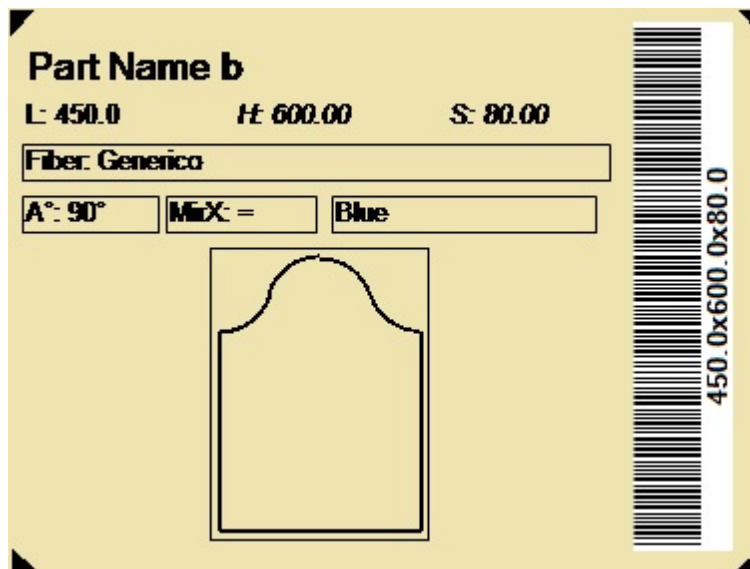 Part Name b
L: 450.0 H: 600.00 S: 80.00
Fiber: Generico
A°: 90° MirX: = Blue
450.0x600.0x80.0